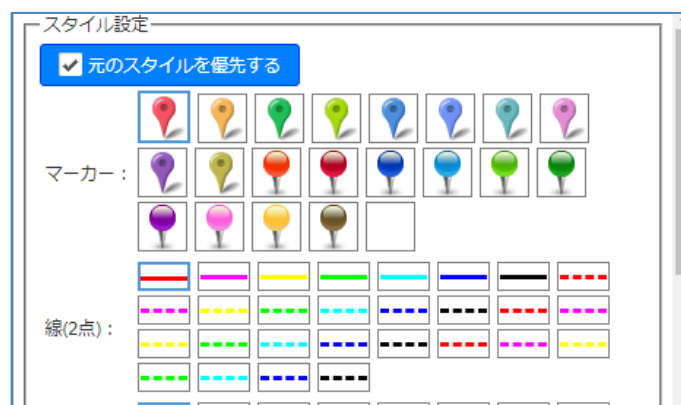 スタイル設定
元のスタイルを優先する
マーカー：
線(2点)：